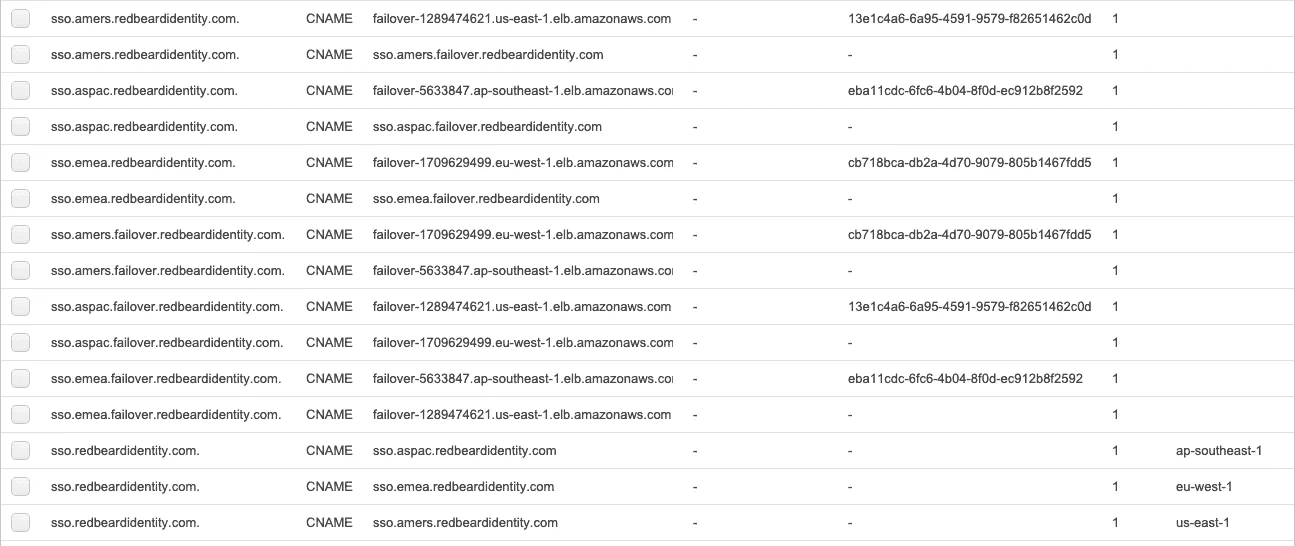 sso.amers.redbeardidentity.com. CNAME failover-1289474621.us-east-1.elb.amazonaws.com - 13e1c4a6-6a95-4591-9579-f82651462c0d 1
sso.amers.redbeardidentity.com. CNAME sso.amers.failover.redbeardidentity.com - - 1
sso.aspac.redbeardidentity.com. CNAME failover-5633847.ap-southeast-1.elb.amazonaws.co - eba11cdc-6fc6-4b04-8f0d-ec912b8f2592 1
sso.aspac.redbeardidentity.com. CNAME sso.aspac.failover.redbeardidentity.com - - 1
sso.emea.redbeardidentity.com. CNAME failover-1709629499.eu-west-1.elb.amazonaws.com - cb718bca-db2a-4d70-9079-805b1467fdd5 1
sso.emea.redbeardidentity.com. CNAME sso.emea.failover.redbeardidentity.com - - 1
sso.amers.failover.redbeardidentity.com. CNAME failover-1709629499.eu-west-1.elb.amazonaws.com - cb718bca-db2a-4d70-9079-805b1467fdd5 1
sso.amers.failover.redbeardidentity.com. CNAME failover-5633847.ap-southeast-1.elb.amazonaws.co - - 1
sso.aspac.failover.redbeardidentity.com. CNAME failover-1289474621.us-east-1.elb.amazonaws.com - 13e1c4a6-6a95-4591-9579-f82651462c0d 1
sso.aspac.failover.redbeardidentity.com. CNAME failover-1709629499.eu-west-1.elb.amazonaws.com - - 1
sso.emea.failover.redbeardidentity.com. CNAME failover-5633847.ap-southeast-1.elb.amazonaws.co - eba11cdc-6fc6-4b04-8f0d-ec912b8f2592 1
sso.emea.failover.redbeardidentity.com. CNAME failover-1289474621.us-east-1.elb.amazonaws.com - - 1
sso.redbeardidentity.com. CNAME sso.aspac.redbeardidentity.com - - 1 ap-southeast-1
sso.redbeardidentity.com. CNAME sso.emea.redbeardidentity.com - - 1 eu-west-1
sso.redbeardidentity.com. CNAME sso.amers.redbeardidentity.com - - 1 us-east-1